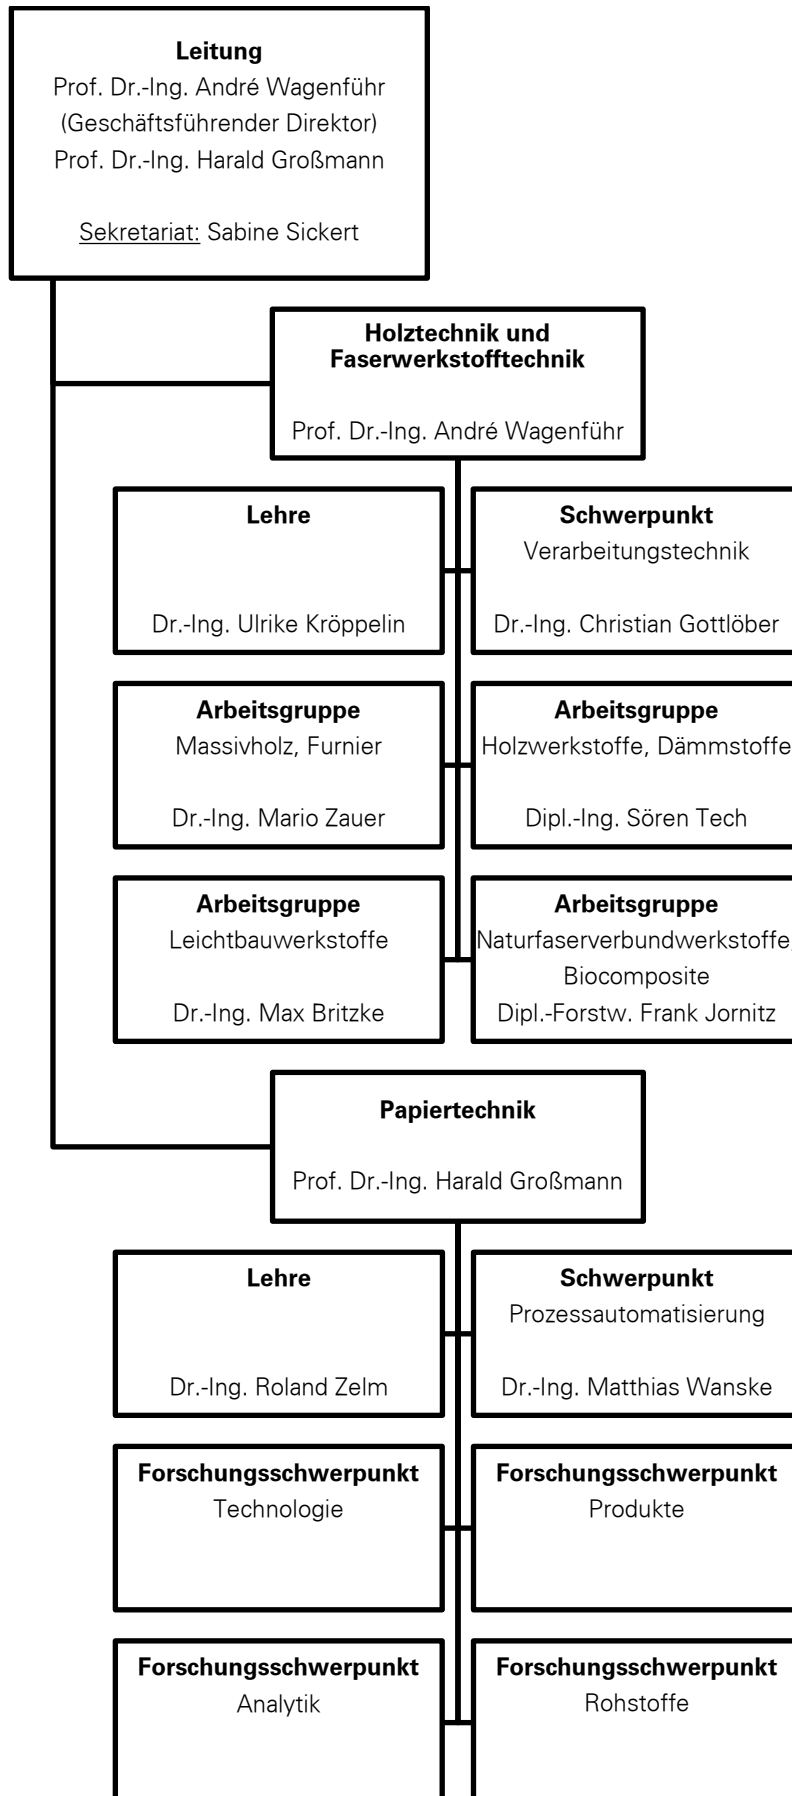 Leitung
Prof. Dr.-Ing. André Wagenführ
(Geschäftsführender Direktor)
Prof. Dr.-Ing. Harald Großmann
Sekretariat: Sabine Sickert
Holztechnik und
Faserwerkstofftechnik
Prof. Dr.-Ing. André Wagenführ
Lehre
Dr.-Ing. Ulrike Kröppelin
Schwerpunkt
Verarbeitungstechnik
Dr.-Ing. Christian Gottlöber
Arbeitsgruppe
Massivholz, Furnier
Dr.-Ing. Mario Zauer
Arbeitsgruppe
Holzwerkstoffe, Dämmstoffe
Dipl.-Ing. Sören Tech
Arbeitsgruppe
Leichtbauwerkstoffe
Dr.-Ing. Max Britzke
Arbeitsgruppe
Naturfaserverbundwerkstoffe,
Biocomposite
Dipl.-Forstw. Frank Jornitz
Papiertechnik
Prof. Dr.-Ing. Harald Großmann
Lehre
Dr.-Ing. Roland Zelm
Schwerpunkt
Prozessautomatisierung
Dr.-Ing. Matthias Wanske
Forschungsschwerpunkt
Technologie
Forschungsschwerpunkt
Produkte
Forschungsschwerpunkt
Analytik
Forschungsschwerpunkt
Rohstoffe